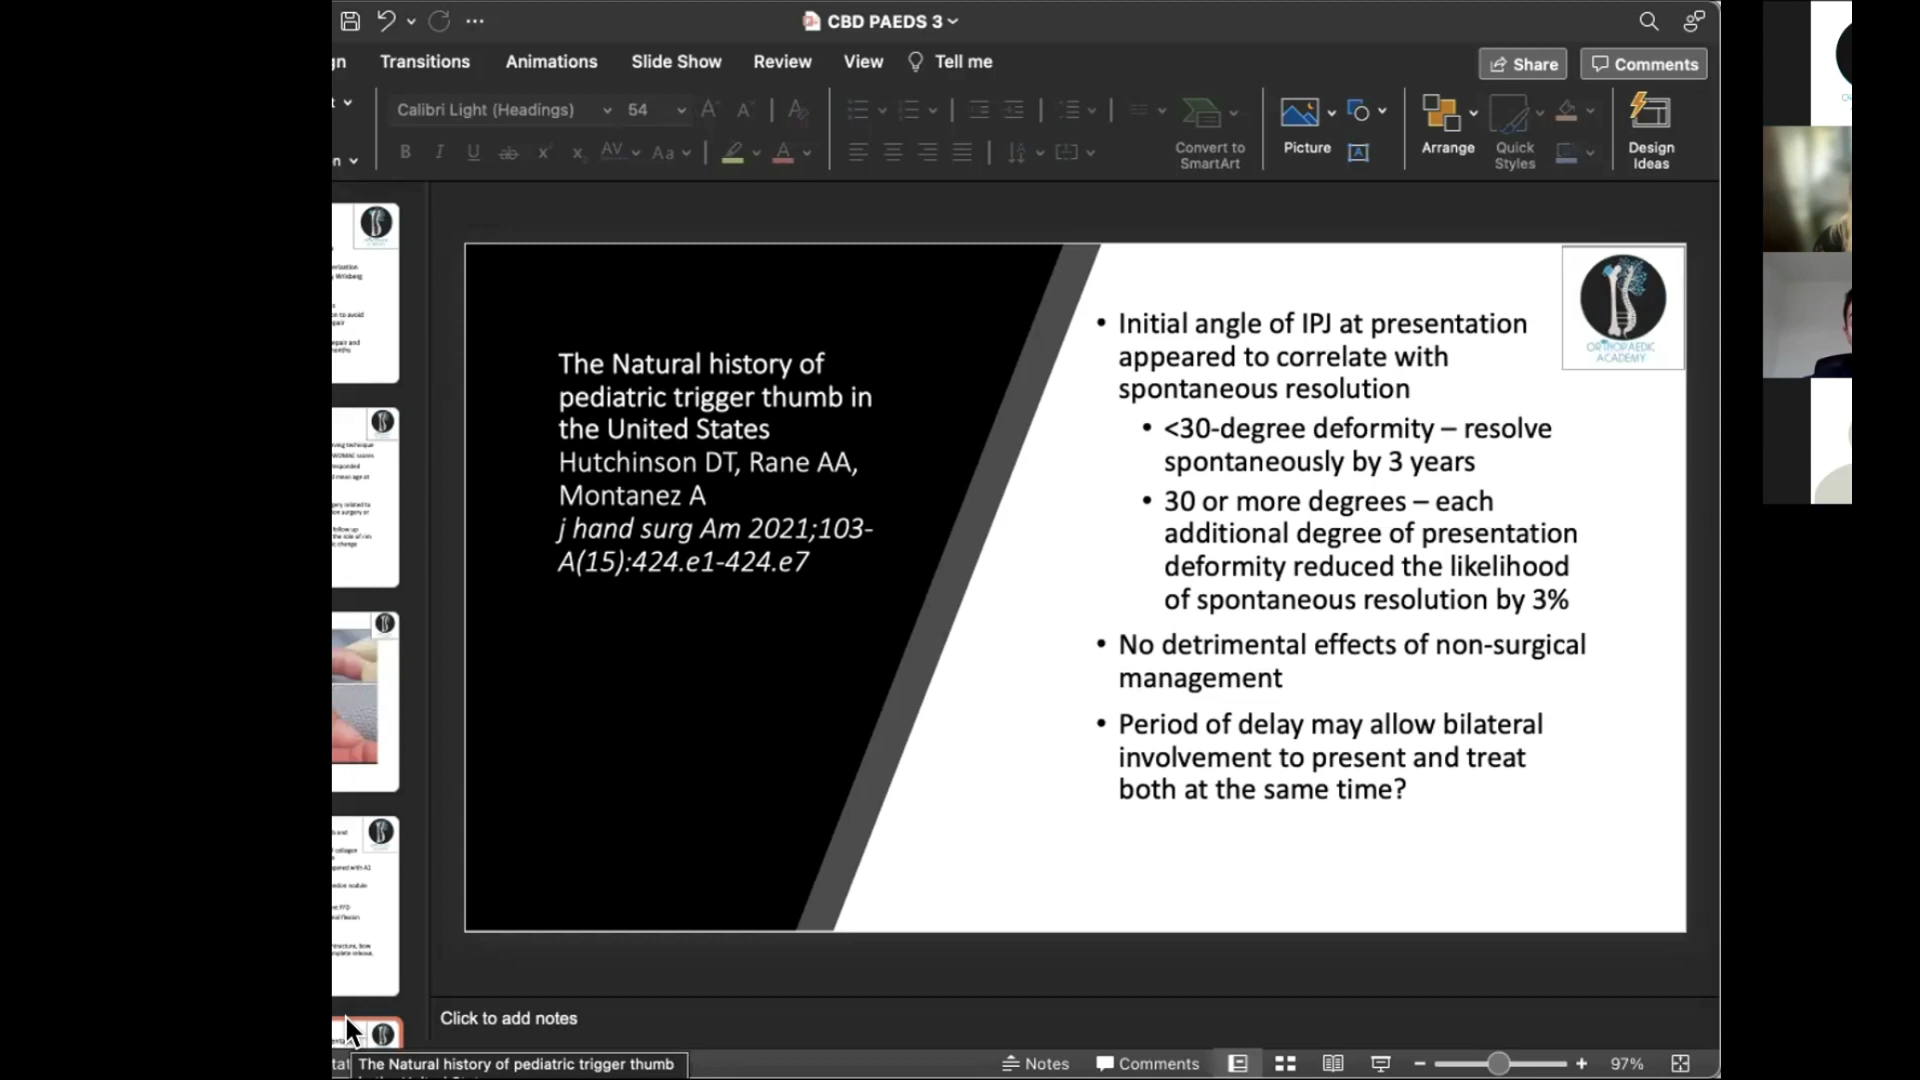 CBD PAEDS 3
Transitions
Animations
Slide Show
Review
View
Tell me
Share
Comments
Calibri Light (Headings)
54
Convert to
SmartArt
Picture
Arrange
Quick
Styles
Design
Ideas
The Natural history of
pediatric trigger thumb in
the United States
Hutchinson DT, Rane AA,
Montanez A
j hand surg Am 2021;103-
A(15):424.e1-424.e7
• Initial angle of IPJ at presentation
appeared to correlate with
spontaneous resolution
• <30-degree deformity – resolve
spontaneously by 3 years
• 30 or more degrees – each
additional degree of presentation
deformity reduced the likelihood
of spontaneous resolution by 3%
• No detrimental effects of non-surgical
management
• Period of delay may allow bilateral
involvement to present and treat
both at the same time?
ORTHOPAEDIC
ACADEMY
Click to add notes
The Natural history of pediatric trigger thumb
Notes
Comments
97%